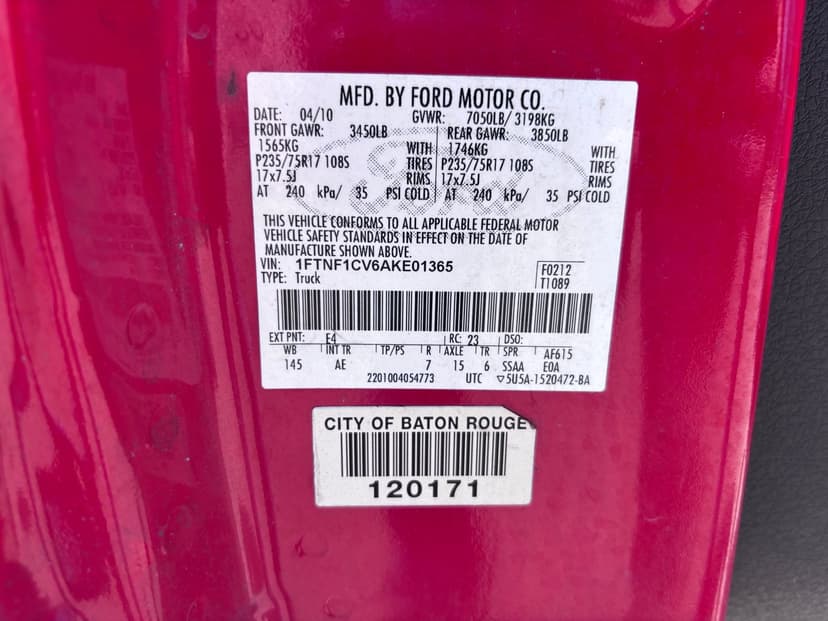 MFD. BY FORD MOTOR CO.
DATE: 04/10 GVWR: 7050LB/ 3198KG
FRONT GAWR: 3450LB REAR GAWR: 3850LB
1565KG WITH 1746KG WITH
P235/75R17 108S TIRES P235/75R17 108S TIRES
17x7.5J RIMS 17x7.5J RIMS
AT 240 kPa/ 35 PSI COLD AT 240 kPa/ 35 PSI COLD
Ford
THIS VEHICLE CONFORMS TO ALL APPLICABLE FEDERAL MOTOR
VEHICLE SAFETY STANDARDS IN EFFECT ON THE DATE OF
MANUFACTURE SHOWN ABOVE.
VIN: 1FTNF1CV6AKE01365 F0212
TYPE: Truck T1089
EXT PNT: E4 RC: 23 DSO:
WB INT TR TP/PS R AXLE TR SPR AF615
145 AE 7 15 6 SSAA E0A
2201004054773 UTC ▽5U5A-1520472-BA
CITY OF BATON ROUGE
120171